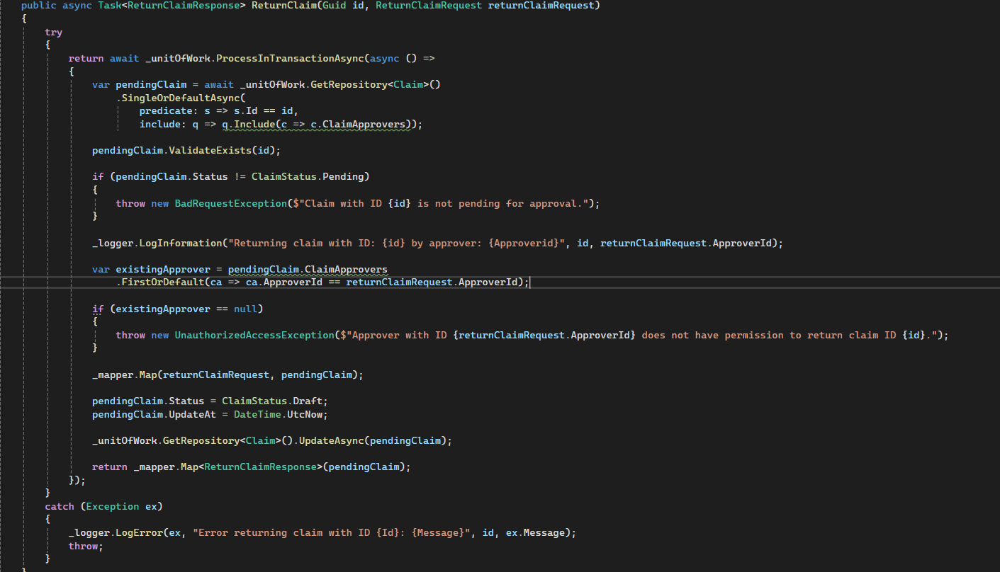 public async Task<ReturnClaimResponse> ReturnClaim(Guid id, ReturnClaimRequest returnClaimRequest)
{
try
{
return await _unitOfWork.ProcessInTransactionAsync(async () =>
{
var pendingClaim = await _unitOfWork.GetRepository<Claim>()
.SingleOrDefaultAsync(
predicate: s => s.Id == id,
include: q => q.Include(c => c.ClaimApprovers));
pendingClaim.ValidateExists(id);
if (pendingClaim.Status != ClaimStatus.Pending)
{
throw new BadRequestException($"Claim with ID {id} is not pending for approval.");
}
_logger.LogInformation("Returning claim with ID: {id} by approver: {Approverid}", id, returnClaimRequest.ApproverId);
var existingApprover = pendingClaim.ClaimApprovers
.FirstOrDefault(ca => ca.ApproverId == returnClaimRequest.ApproverId);
if (existingApprover == null)
{
throw new UnauthorizedAccessException($"Approver with ID {returnClaimRequest.ApproverId} does not have permission to return claim ID {id}.");
}
_mapper.Map(returnClaimRequest, pendingClaim);
pendingClaim.Status = ClaimStatus.Draft;
pendingClaim.UpdateAt = DateTime.UtcNow;
_unitOfWork.GetRepository<Claim>().UpdateAsync(pendingClaim);
return _mapper.Map<ReturnClaimResponse>(pendingClaim);
});
}
catch (Exception ex)
{
_logger.LogError(ex, "Error returning claim with ID {Id}: {Message}", id, ex.Message);
throw;
}
}